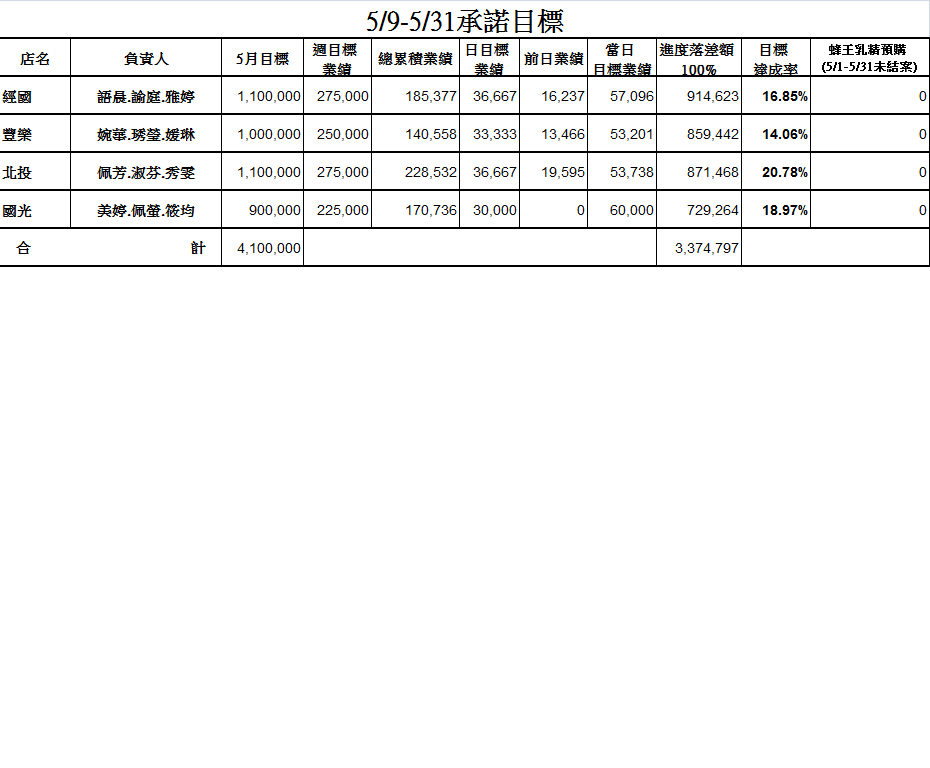 5/9-5/31承諾目標
店名 負責人 5月目標 週目標業績 總累積業績 日目標業績 前日業績 當日目標業績 進度落差額100% 目標達成率 蜂王乳精預購(5/1-5/31未結案)
經國 語晨.諭庭.雅婷 1,100,000 275,000 185,377 36,667 16,237 57,096 914,623 16.85% 0
豐樂 婉華.琇瑩.媛琳 1,000,000 250,000 140,558 33,333 13,466 53,201 859,442 14.06% 0
北投 佩芳.淑芬.秀雯 1,100,000 275,000 228,532 36,667 19,595 53,738 871,468 20.78% 0
國光 美婷.佩螢.筱均 900,000 225,000 170,736 30,000 0 60,000 729,264 18.97% 0
合計 4,100,000 3,374,797